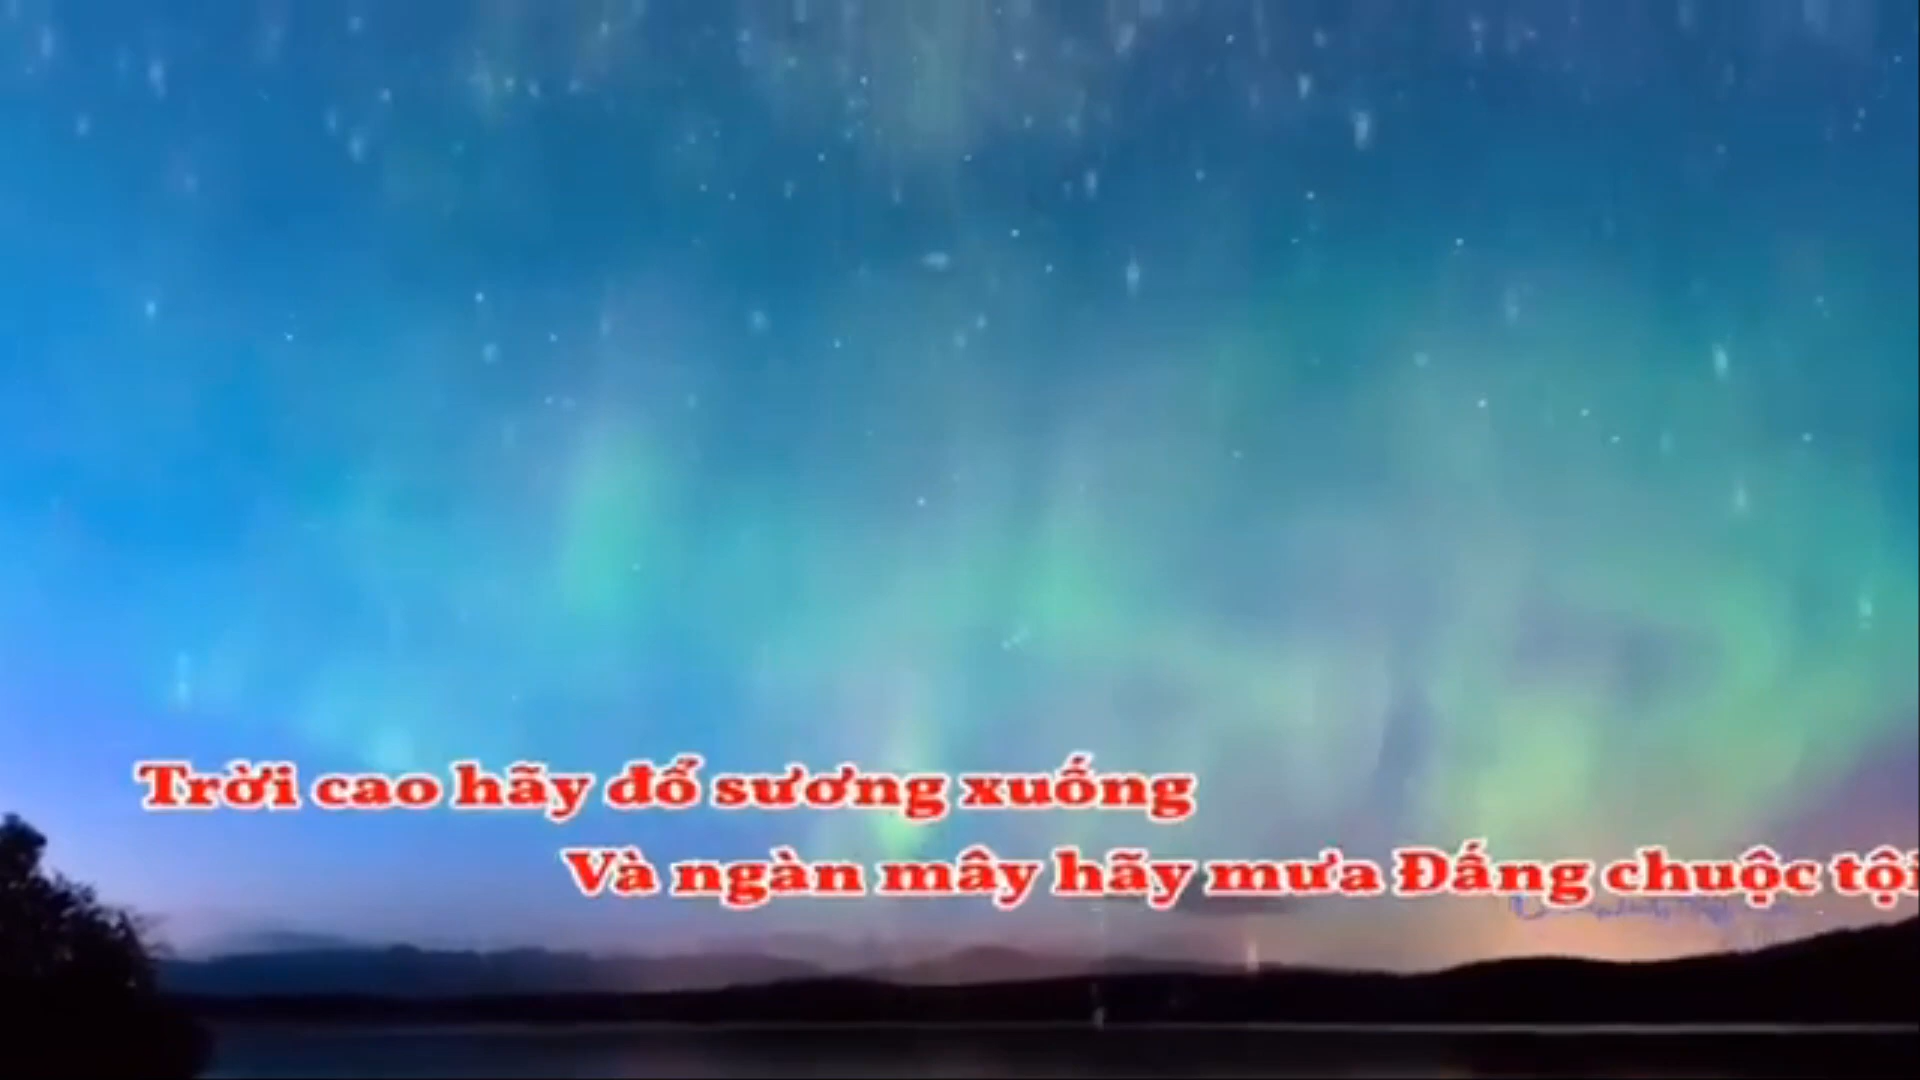 Trời cao hãy đổ sương xuống
Và ngàn mây hãy mưa Đấng chuộc tội